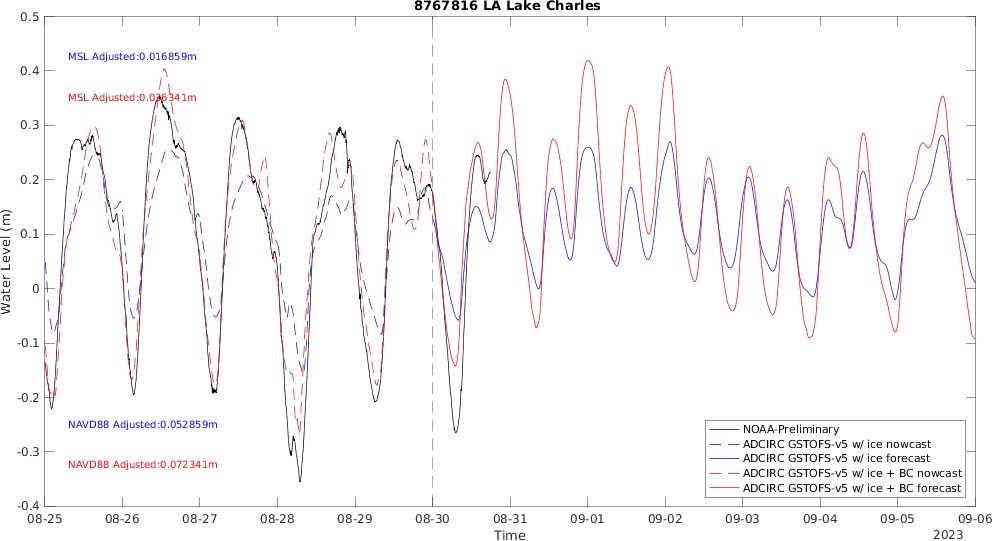 8767816 LA Lake Charles
0.5
0.4
0.3
0.2
0.1
0
-0.1
-0.2
-0.3
-0.4
Water Level (m)
MSL Adjusted:0.016859m
MSL Adjusted:0.036341m
NAVD88 Adjusted:0.052859m
NAVD88 Adjusted:0.072341m
NOAA-Preliminary
ADCIRC GSTOFS-v5 w/ ice nowcast
ADCIRC GSTOFS-v5 w/ ice forecast
ADCIRC GSTOFS-v5 w/ ice + BC nowcast
ADCIRC GSTOFS-v5 w/ ice + BC forecast
08-25 08-26 08-27 08-28 08-29 08-30 08-31 09-01 09-02 09-03 09-04 09-05 09-06
Time
2023